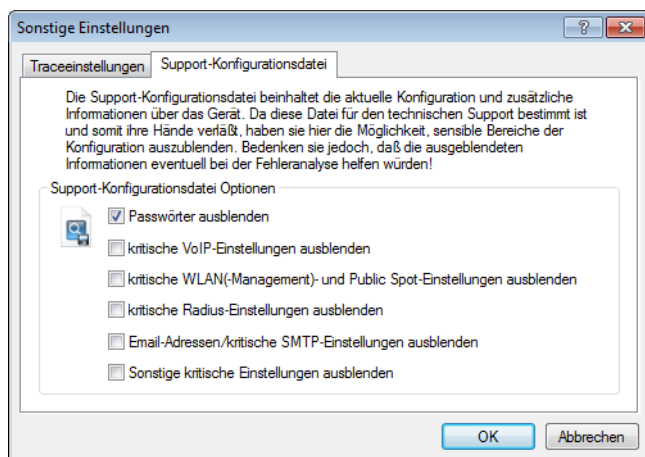 Sonstige Einstellungen
Traceeinstellungen Support-Konfigurationsdatei
Die Support-Konfigurationsdatei beinhaltet die aktuelle Konfiguration und zusätzliche
Informationen über das Gerät. Da diese Datei für den technischen Support bestimmt ist
und somit ihre Hände verläßt, haben sie hier die Möglichkeit, sensible Bereiche der
Konfiguration auszublenden. Bedenken sie jedoch, daß die ausgeblendeten
Informationen eventuell bei der Fehleranalyse helfen würden!
Support-Konfigurationsdatei Optionen
Passwörter ausblenden
kritische VoIP-Einstellungen ausblenden
kritische WLAN(-Management)- und Public Spot-Einstellungen ausblenden
kritische Radius-Einstellungen ausblenden
Email-Adressen/kritische SMTP-Einstellungen ausblenden
Sonstige kritische Einstellungen ausblenden
OK Abbrechen